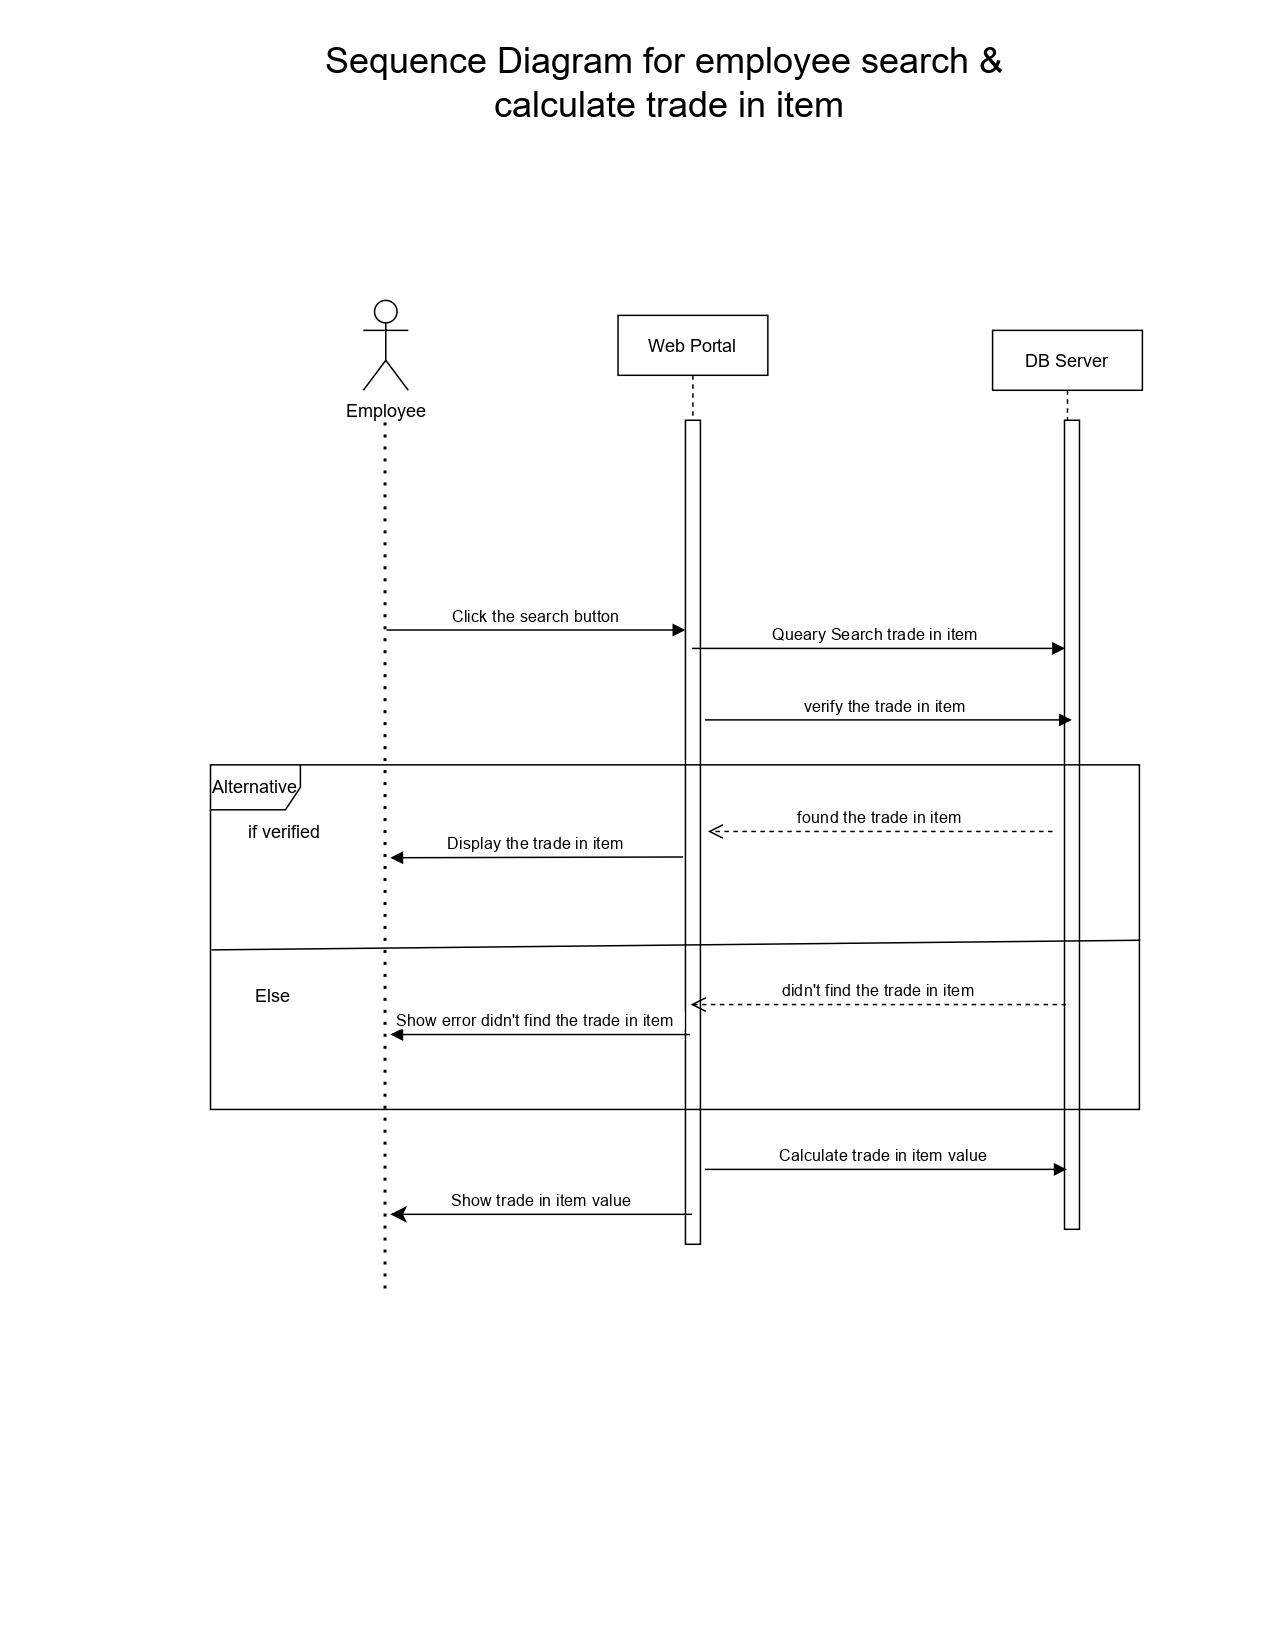 Sequence Diagram for employee search &
calculate trade in item
Web Portal
DB Server
Employee
Click the search button
Queary Search trade in item
verify the trade in item
Alternative
found the trade in item
if verified
Display the trade in item
didn't find the trade in item
Else
Show error didn't find the trade in item
Calculate trade in item value
Show trade in item value